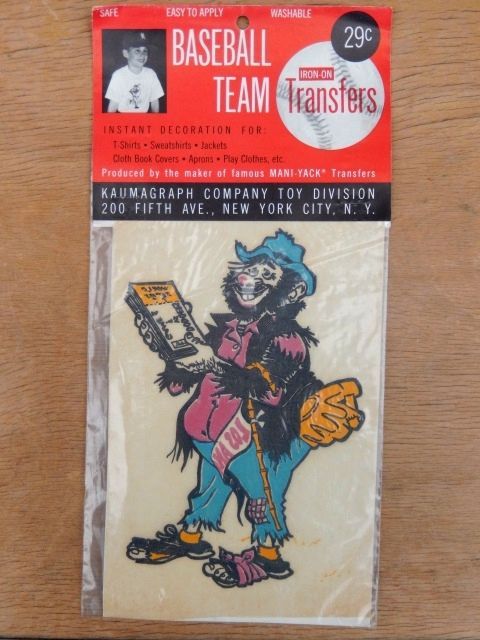 SAFE EASY TO APPLY WASHABLE
29¢
BASEBALL
TEAM
IRON-ON
Transfers
INSTANT DECORATION FOR:
T-Shirts • Sweatshirts • Jackets
Cloth Book Covers • Aprons • Play Clothes, etc.
Produced by the maker of famous MANI-YACK® Transfers
KAUMAGRAPH COMPANY TOY DIVISION
200 FIFTH AVE., NEW YORK CITY, N. Y.